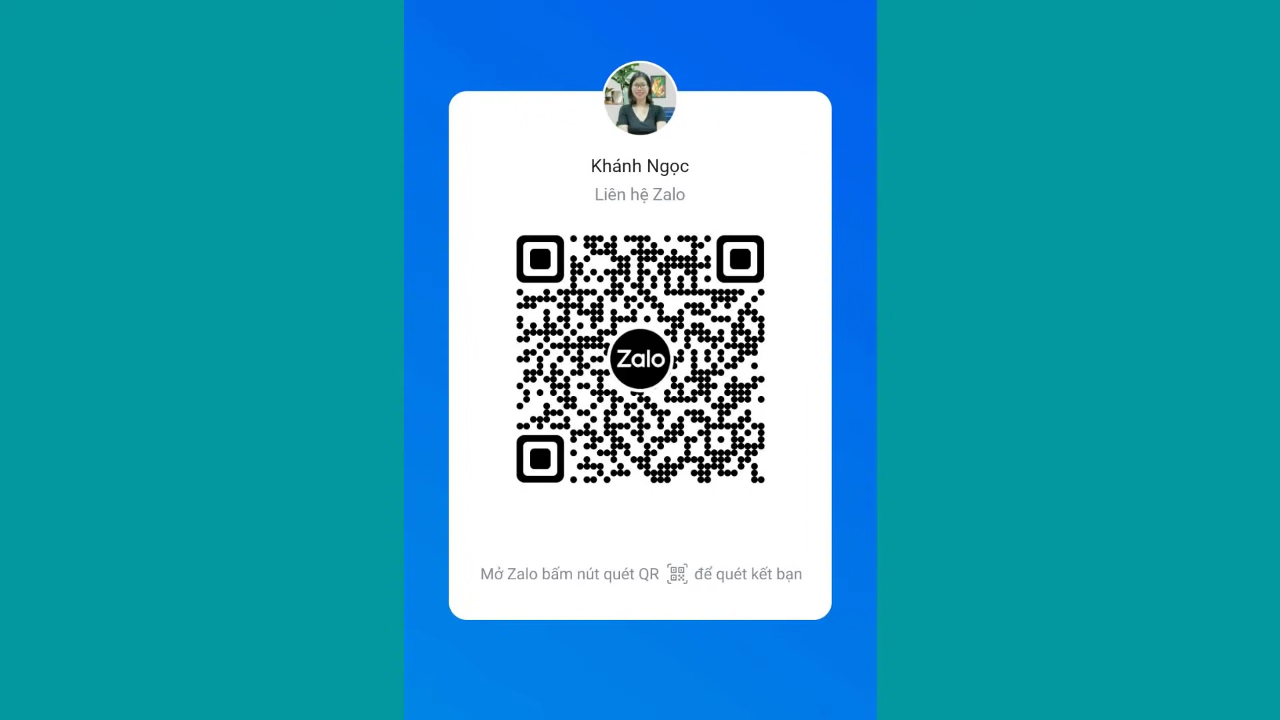 Khánh Ngọc
Liên hệ Zalo
Zalo
Mở Zalo bấm nút quét QR để quét kết bạn